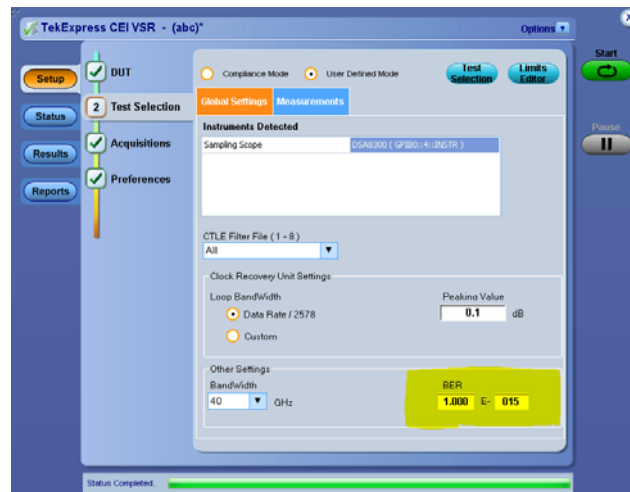 TekExpress CEI VSR - (abc)*
Options
Start
Setup
DUT
Compliance Mode
User Defined Mode
Test Selection
Limits Editor
2 Test Selection
Global Settings
Measurements
Status
Instruments Detected
Pause
Acquisitions
Sampling Scope
DSA8300 ( GPIB0::4::INSTR )
Results
Preferences
Reports
CTLE Filter File ( 1 - 8 )
All
Clock Recovery Unit Settings
Loop BandWidth
Peaking Value
Data Rate / 2578
0.1 dB
Custom
Other Settings
BandWidth
BER
40 GHz
1.000 E- 015
Status Completed.